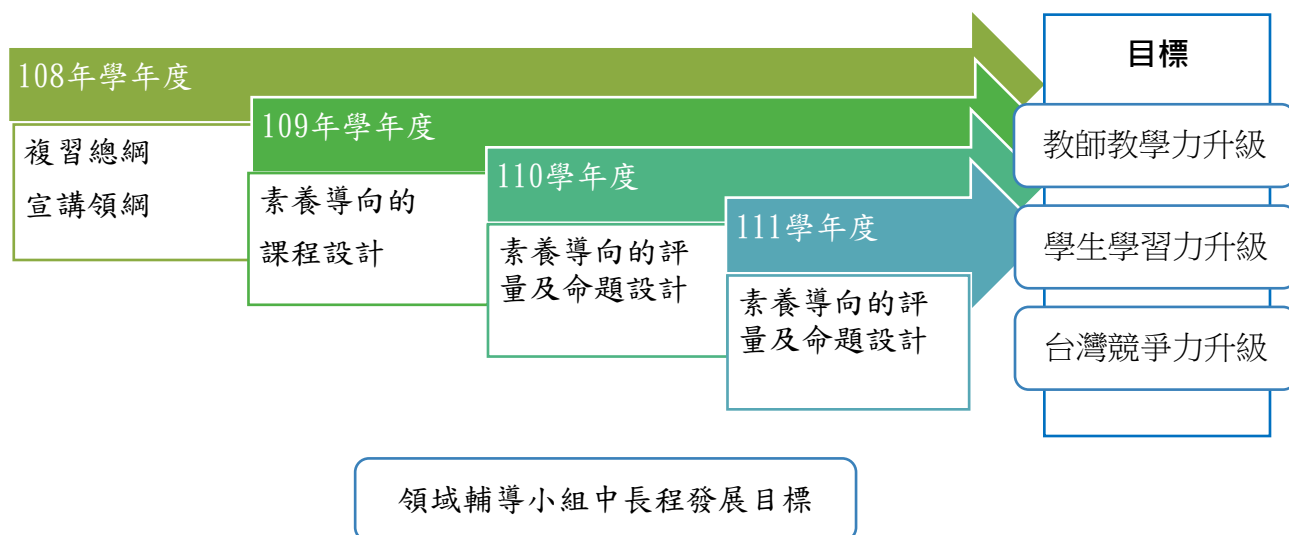 108年學年度
複習總綱
宣講領綱
109年學年度
素養導向的
課程設計
110學年度
素養導向的評
量及命題設計
111學年度
素養導向的評
量及命題設計
目標
教師教學力升級
學生學習力升級
台灣競爭力升級
領域輔導小組中長程發展目標